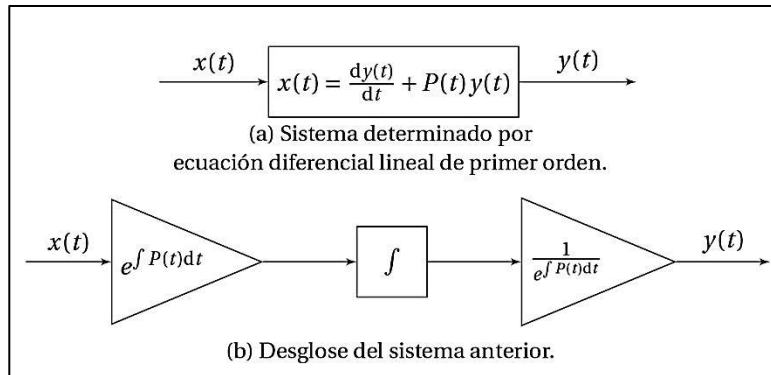 x(t) x(t) = dy(t)/dt + P(t)y(t) y(t)
(a) Sistema determinado por
ecuación diferencial lineal de primer orden.
x(t) e^∫P(t)dt ∫ 1/e^∫P(t)dt y(t)
(b) Desglose del sistema anterior.